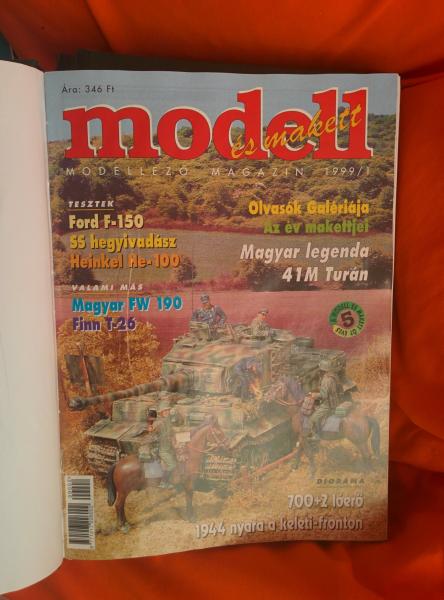 Ára: 346 Ft
modell
és makett
MODELLEZŐ MAGAZIN 1999/1
TESZTEK
Ford F-150
SS hegyivadász
Heinkel He-100
VALAMI MÁS
Magyar FW 190
Finn T-26
Olvasók Galériája
Az év makettjei
Magyar legenda
41M Turán
5
DIORÁMA
700+2 lóerő
1944 nyara a keleti-fronton